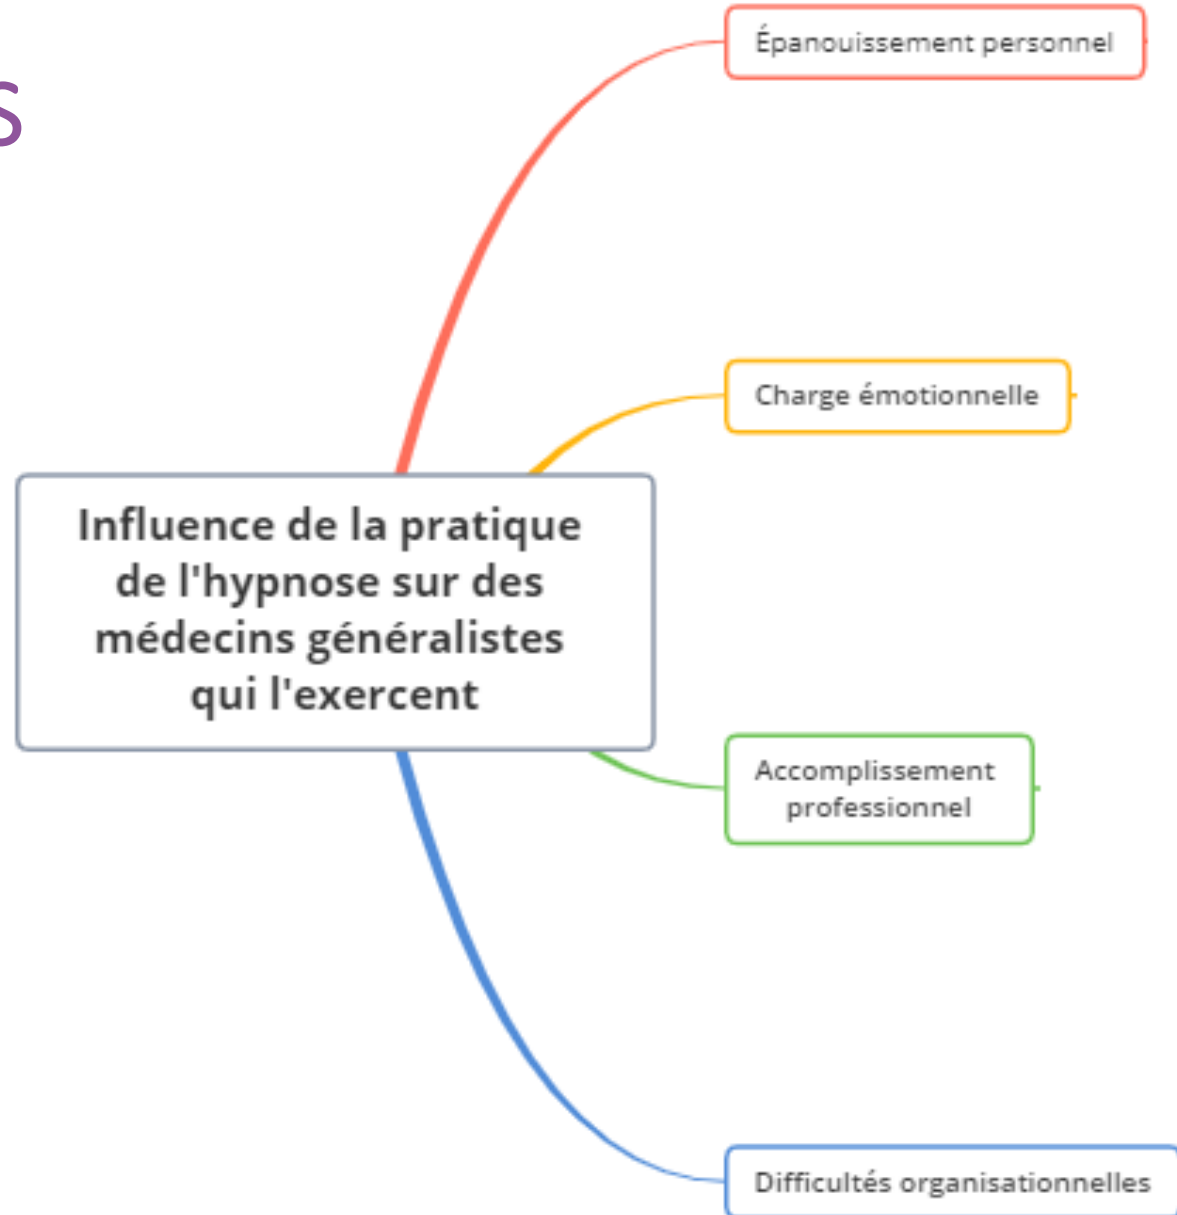 Épanouissement personnel
s
Charge émotionnelle
Influence de la pratique
de l'hypnose sur des
médecins généralistes
qui l'exercent
Accomplissement
professionnel
Difficultés organisationnelles